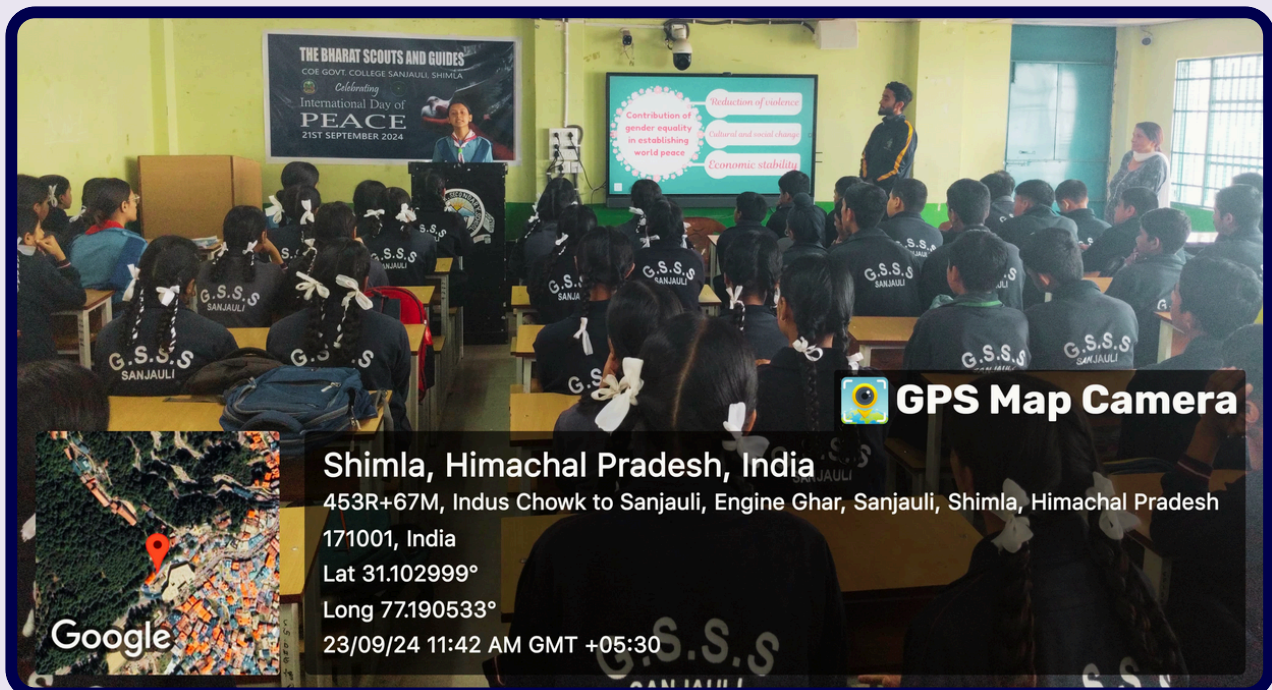 THE BHARAT SCOUTS AND GUIDES
COE GOVT. COLLEGE SANJAULI, SHIMLA
Celebrating
International Day of
PEACE
21ST SEPTEMBER 2024
Contribution of
gender equality
in establishing
world peace
Reduction of violence
Cultural and social change
Economic stability
G.S.S.S
SANJAULI
G.S.S.S
SANJAULI
G.S.S.S
SANJAULI
G.S.S.S
SANJAULI
G.S.S.S
SANJAULI
G.S.S.S
G.S.S.S
SANJAULI
GPS Map Camera
Shimla, Himachal Pradesh, India
453R+67M, Indus Chowk to Sanjauli, Engine Ghar, Sanjauli, Shimla, Himachal Pradesh
171001, India
Lat 31.102999°
Long 77.190533°
23/09/24 11:42 AM GMT +05:30
Google
SANJAULI
G.S.S.S
SANJAULI